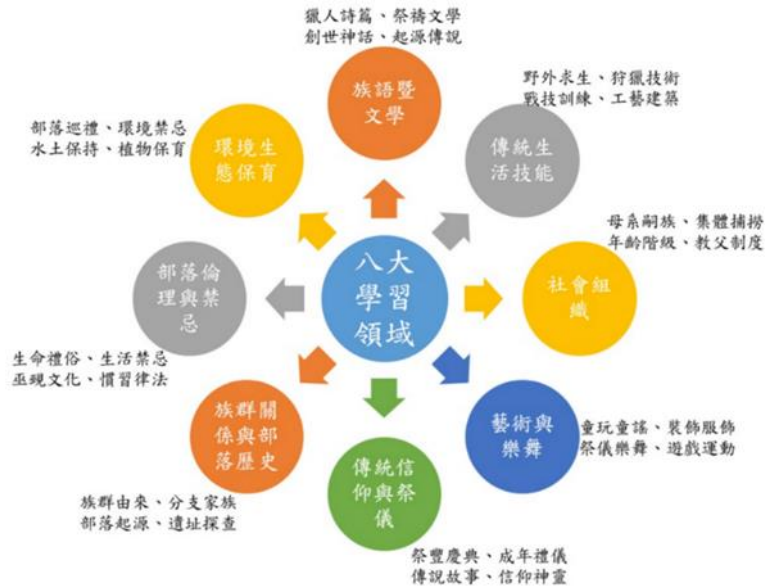 獵人詩篇、祭禱文學
創世神話、起源傳說
族語暨
文學
野外求生、狩獵技術
戰技訓練、工藝建築
傳統生
活技能
母系嗣族、集體捕撈
年齡階級、教父制度
社會組
織
童玩童謠、裝飾服飾
祭儀樂舞、遊戲運動
藝術與
樂舞
祭豐慶典、成年禮儀
傳說故事、信仰神靈
傳統信
仰與祭
儀
族群由來、分支家族
部落起源、遺址探查
族群關
係與部
落歷史
生命禮俗、生活禁忌
巫覡文化、慣習律法
部落倫
理與禁
忌
部落巡禮、環境禁忌
水土保持、植物保育
環境生
態保育
八大
學習
領域